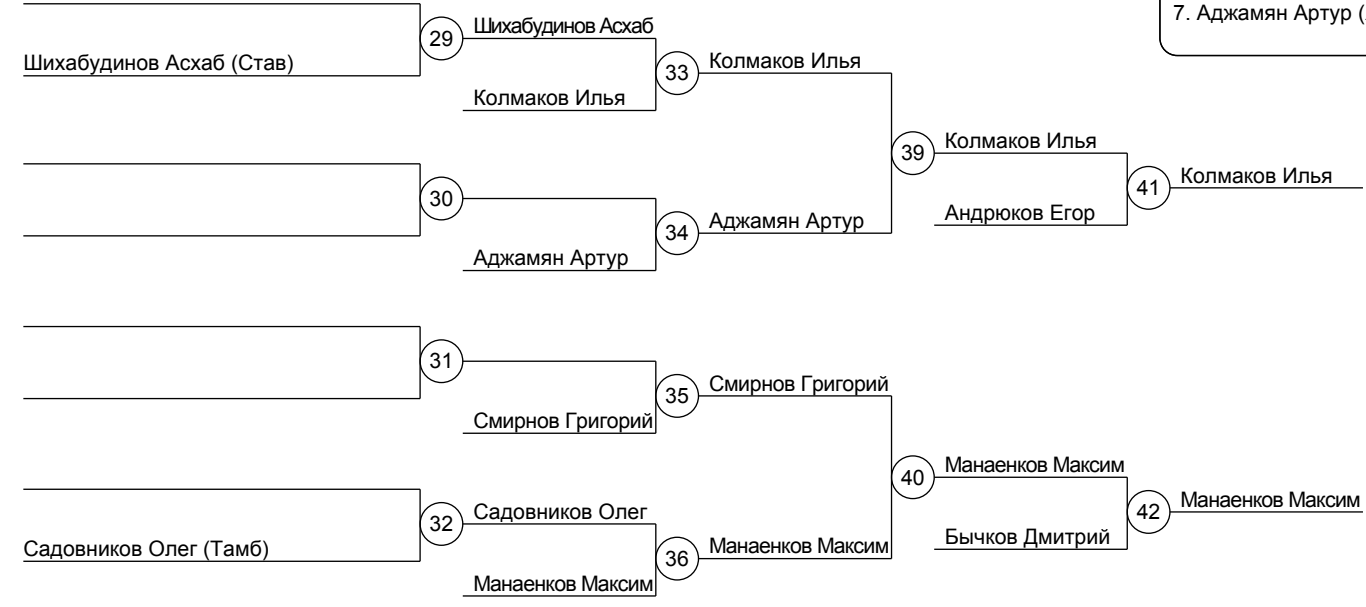 7. Аджамян Артур (
29
Шихабудинов Асхаб
Шихабудинов Асхаб (Став)
33
Колмаков Илья
Колмаков Илья
39
Колмаков Илья
41
Колмаков Илья
30
34
Аджамян Артур
Андрюков Егор
Аджамян Артур
31
35
Смирнов Григорий
Смирнов Григорий
40
Манаенков Максим
42
Манаенков Максим
32
Садовников Олег
Садовников Олег (Тамб)
36
Манаенков Максим
Бычков Дмитрий
Манаенков Максим